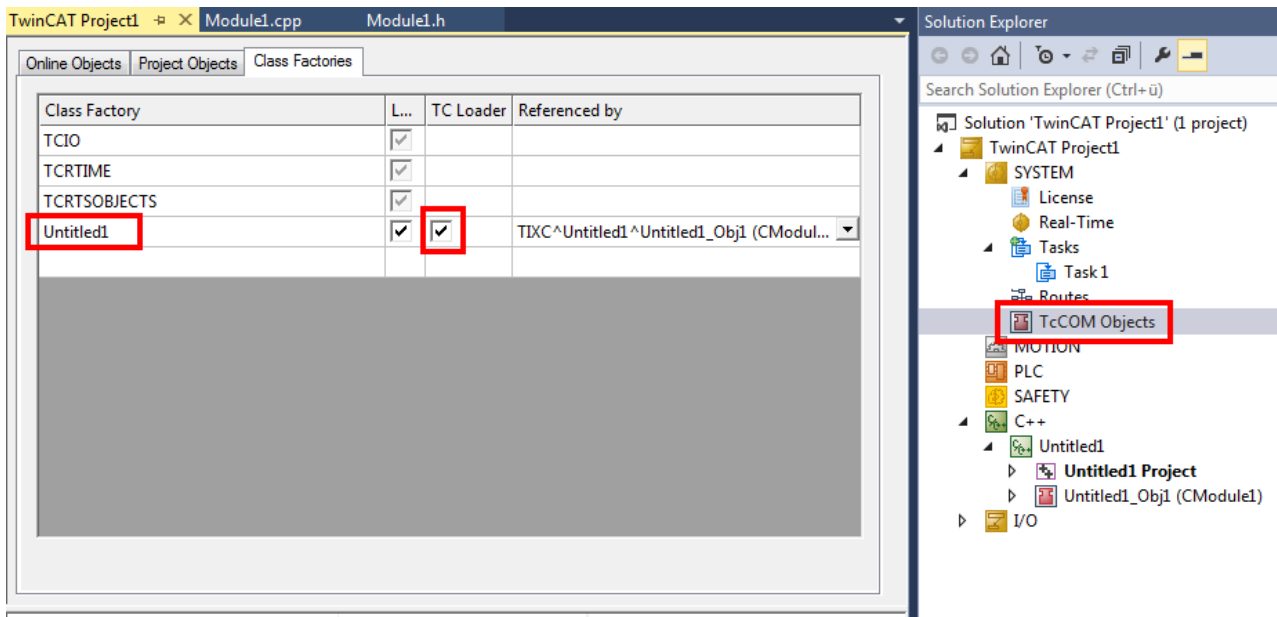 TwinCAT Project1 Module1.cpp Module1.h
Online Objects Project Objects Class Factories
Class Factory L... TC Loader Referenced by
TCIO
TCRTIME
TCRTSOBJECTS
Untitled1 TIXC^Untitled1^Untitled1_Obj1 (CModul...
Solution Explorer
Search Solution Explorer (Ctrl+ü)
Solution 'TwinCAT Project1' (1 project)
TwinCAT Project1
SYSTEM
License
Real-Time
Tasks
Task 1
Routes
TcCOM Objects
MOTION
PLC
SAFETY
C++
Untitled1
Untitled1 Project
Untitled1_Obj1 (CModule1)
I/O